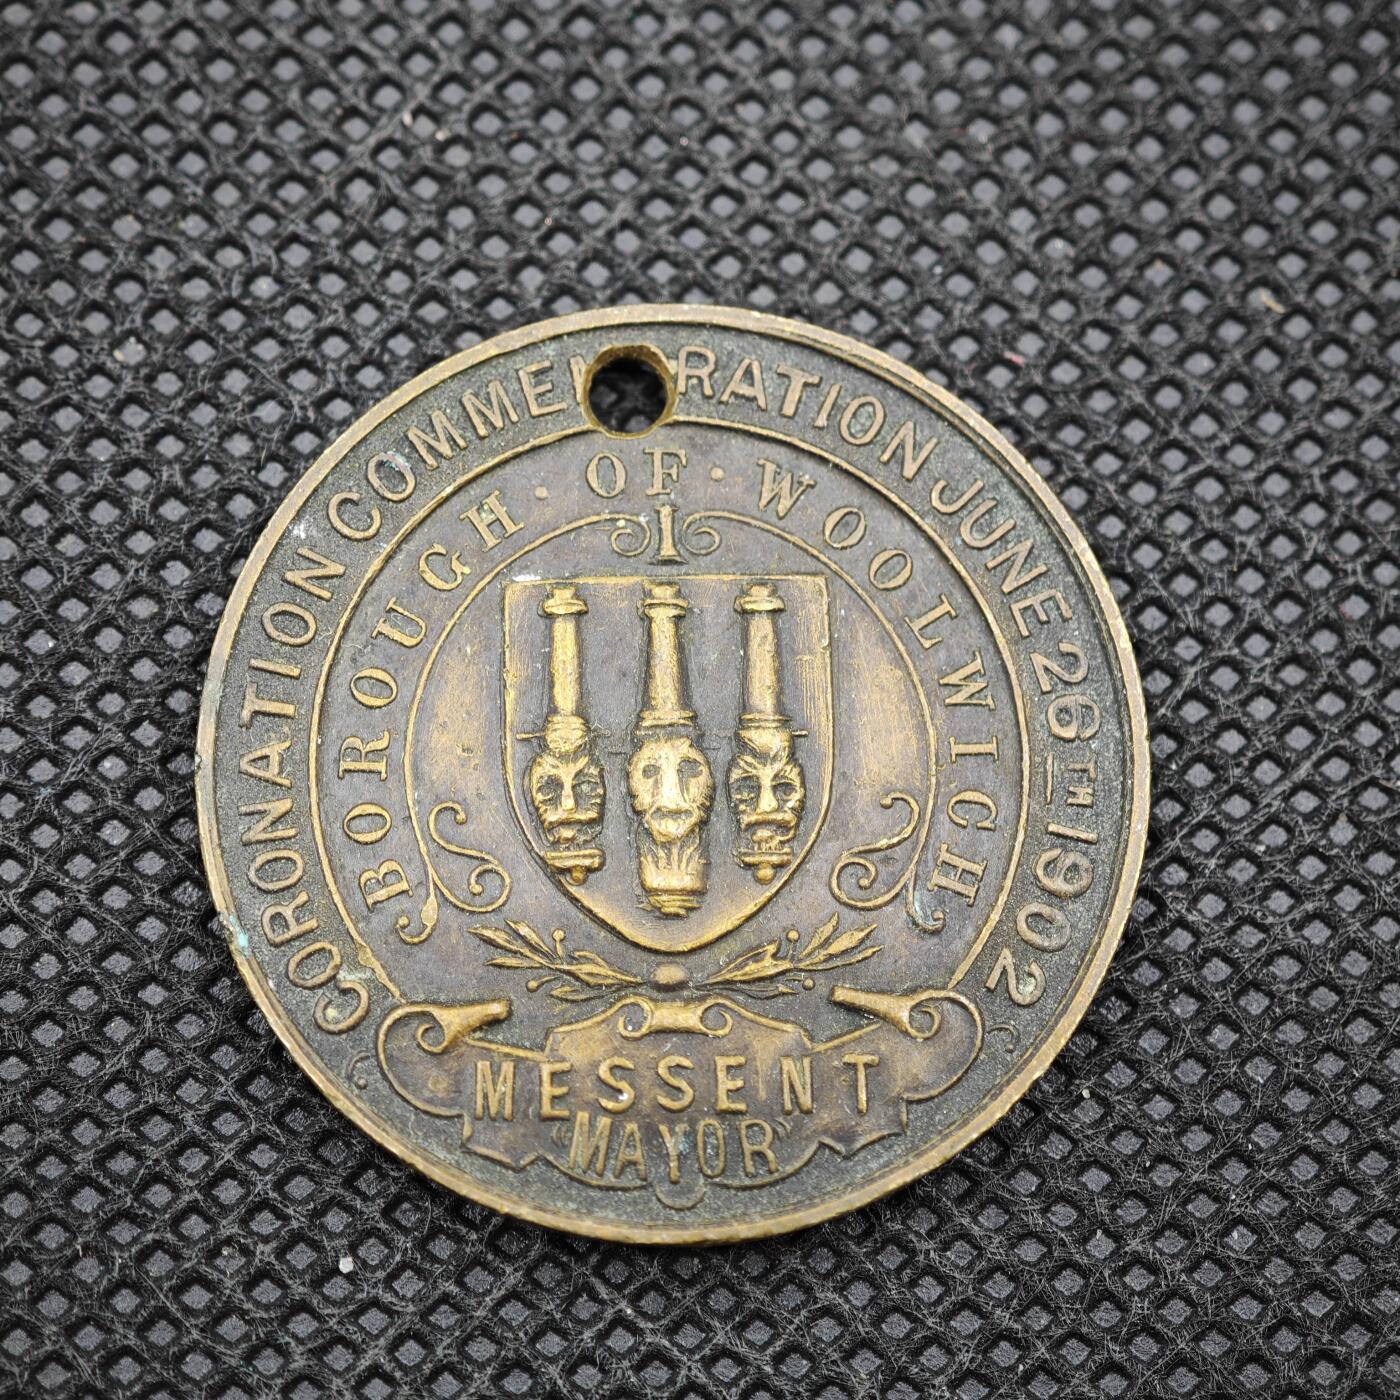 CORONATION COMMEMORATION JUNE 26TH 1902
BOROUGH · OF · WOOLWICH
MESSENT
MAYOR